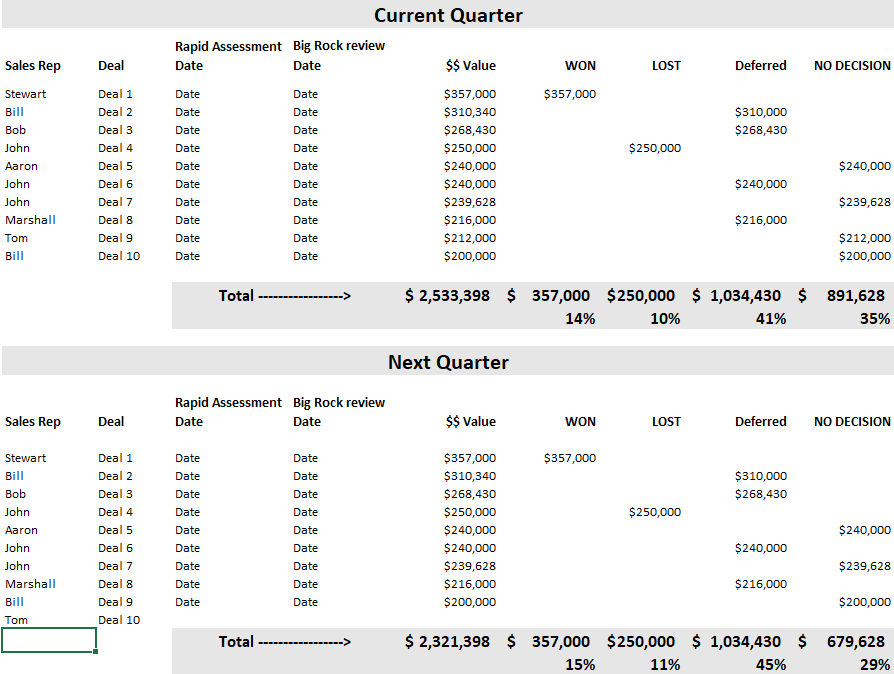 Current Quarter
Rapid Assessment Big Rock review
Sales Rep Deal Date Date $$ Value WON LOST Deferred NO DECISION
Stewart Deal 1 Date Date $357,000 $357,000
Bill Deal 2 Date Date $310,340 $310,000
Bob Deal 3 Date Date $268,430 $268,430
John Deal 4 Date Date $250,000 $250,000
Aaron Deal 5 Date Date $240,000 $240,000
John Deal 6 Date Date $240,000 $240,000
John Deal 7 Date Date $239,628 $239,628
Marshall Deal 8 Date Date $216,000 $216,000
Tom Deal 9 Date Date $212,000 $212,000
Bill Deal 10 Date Date $200,000 $200,000
Total -----------------> $ 2,533,398 $ 357,000 $250,000 $ 1,034,430 $ 891,628
14% 10% 41% 35%
Next Quarter
Rapid Assessment Big Rock review
Sales Rep Deal Date Date $$ Value WON LOST Deferred NO DECISION
Stewart Deal 1 Date Date $357,000 $357,000
Bill Deal 2 Date Date $310,340 $310,000
Bob Deal 3 Date Date $268,430 $268,430
John Deal 4 Date Date $250,000 $250,000
Aaron Deal 5 Date Date $240,000 $240,000
John Deal 6 Date Date $240,000 $240,000
John Deal 7 Date Date $239,628 $239,628
Marshall Deal 8 Date Date $216,000 $216,000
Bill Deal 9 Date Date $200,000 $200,000
Tom Deal 10
Total -----------------> $ 2,321,398 $ 357,000 $250,000 $ 1,034,430 $ 679,628
15% 11% 45% 29%